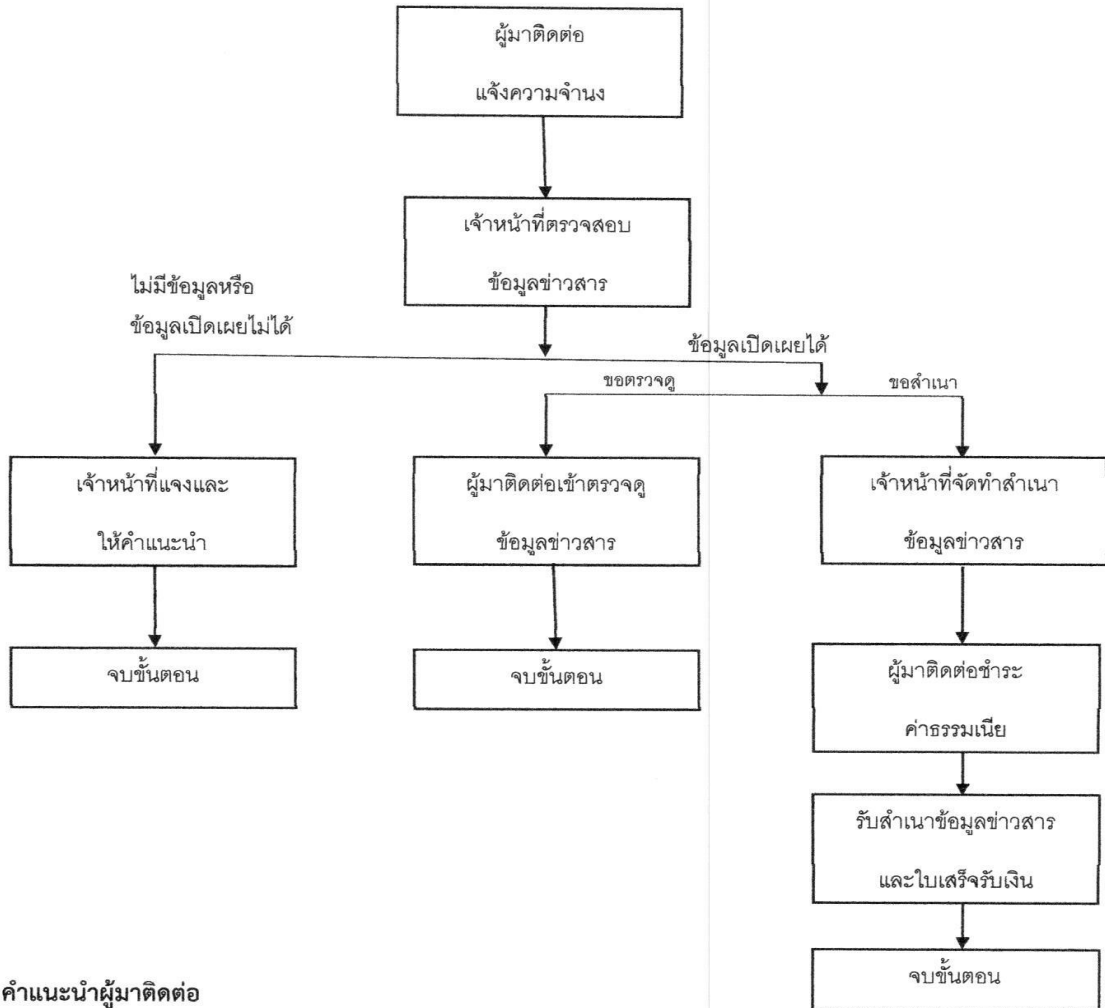 ผู้มาติดต่อ
แจ้งความจำนง
เจ้าหน้าที่ตรวจสอบ
ข้อมูลข่าวสาร
ไม่มีข้อมูลหรือ
ข้อมูลเปิดเผยไม่ได้
ข้อมูลเปิดเผยได้
ขอตรวจดู
ขอสำเนา
เจ้าหน้าที่แจงและ
ให้คำแนะนำ
ผู้มาติดต่อเข้าตรวจดู
ข้อมูลข่าวสาร
เจ้าหน้าที่จัดทำสำเนา
ข้อมูลข่าวสาร
จบขั้นตอน
จบขั้นตอน
ผู้มาติดต่อชำระ
ค่าธรรมเนีย
รับสำเนาข้อมูลข่าวสาร
และใบเสร็จรับเงิน
จบขั้นตอน
คำแนะนำผู้มาติดต่อ